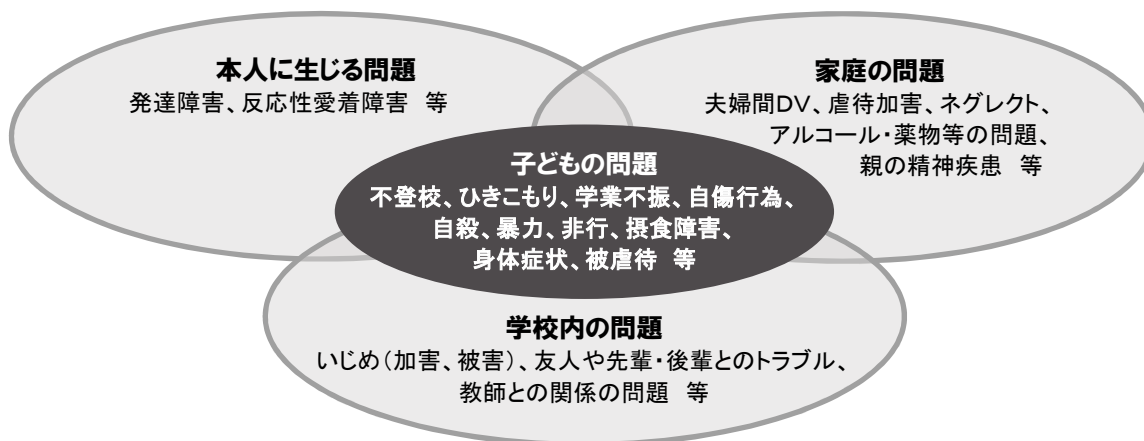 本人に生じる問題
発達障害、反応性愛着障害　等
家庭の問題
夫婦間DV、虐待加害、ネグレクト、
アルコール・薬物等の問題、
親の精神疾患　等
子どもの問題
不登校、ひきこもり、学業不振、自傷行為、
自殺、暴力、非行、摂食障害、
身体症状、被虐待　等
学校内の問題
いじめ（加害、被害）、友人や先輩・後輩とのトラブル、
教師との関係の問題　等